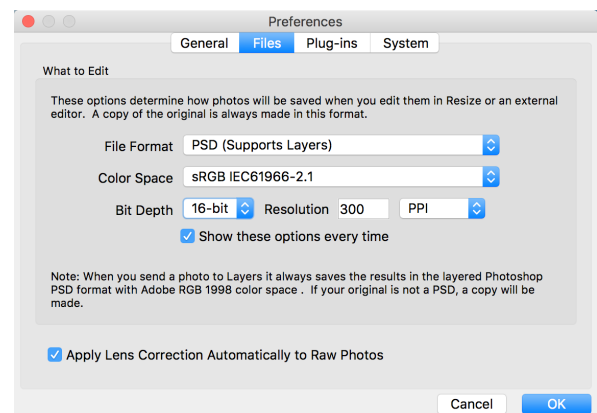 Preferences
General Files Plug-ins System
What to Edit
These options determine how photos will be saved when you edit them in Resize or an external
editor. A copy of the original is always made in this format.
File Format PSD (Supports Layers)
Color Space sRGB IEC61966-2.1
Bit Depth 16-bit Resolution 300 PPI
Show these options every time
Note: When you send a photo to Layers it always saves the results in the layered Photoshop
PSD format with Adobe RGB 1998 color space . If your original is not a PSD, a copy will be
made.
Apply Lens Correction Automatically to Raw Photos
Cancel OK